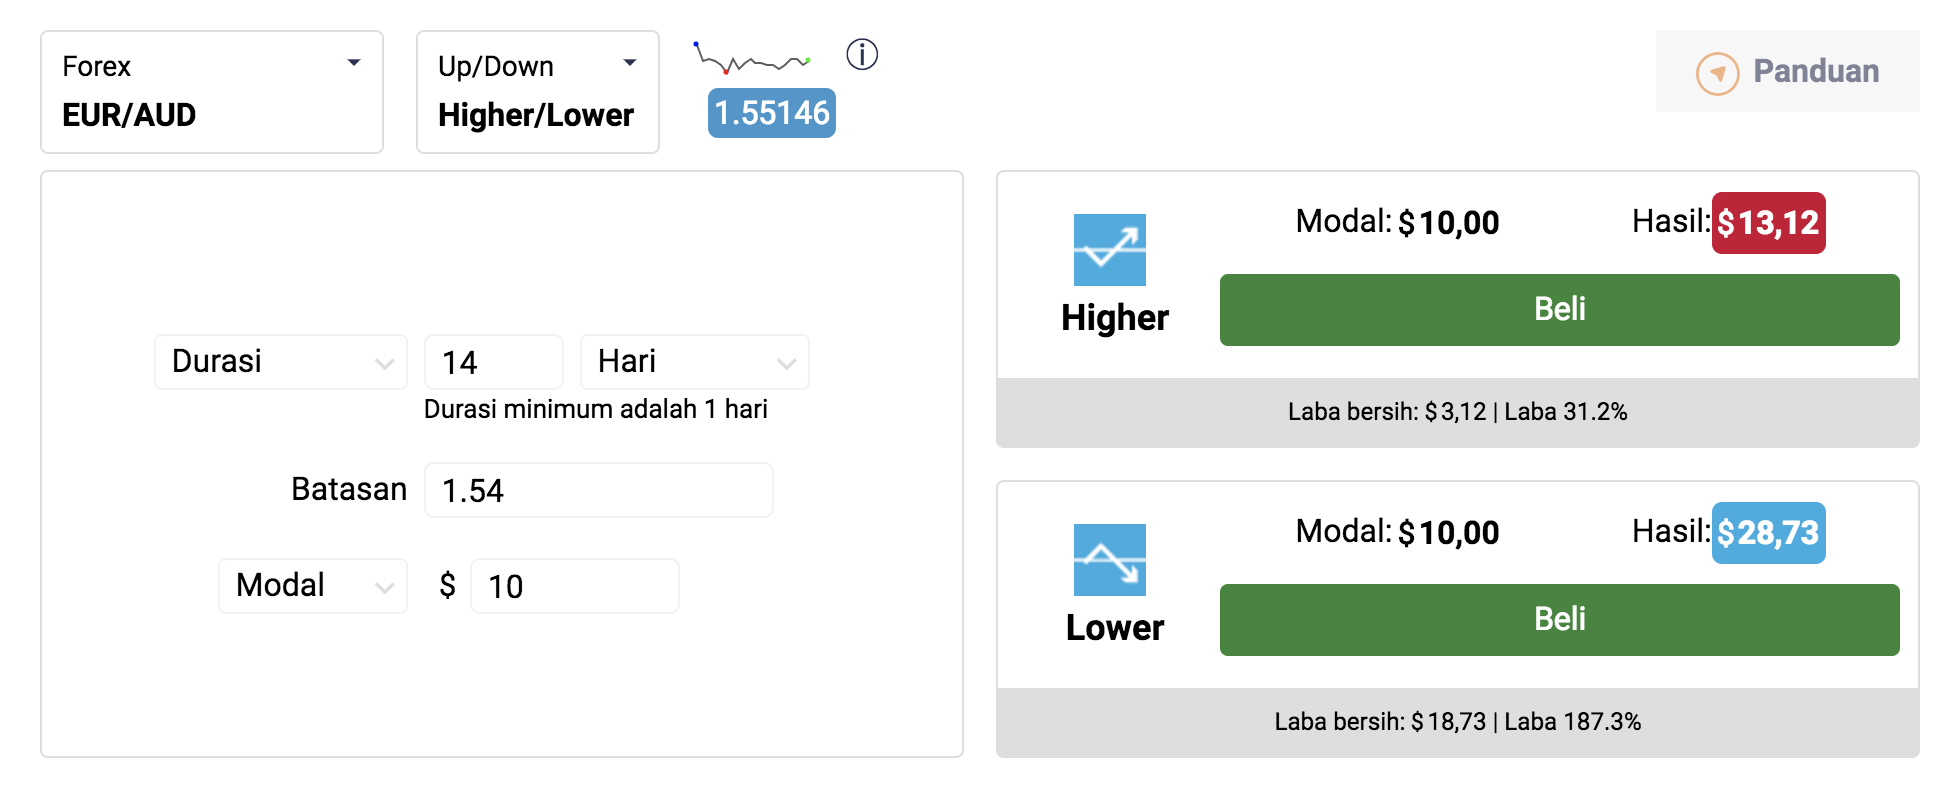 Forex
EUR/AUD
Up/Down
Higher/Lower
1.55146
Panduan
Durasi 14 Hari
Durasi minimum adalah 1 hari
Batasan 1.54
Modal $ 10
Modal: $10,00 Hasil: $13,12
Higher
Beli
Laba bersih: $3,12 | Laba 31.2%
Modal: $10,00 Hasil: $28,73
Lower
Beli
Laba bersih: $18,73 | Laba 187.3%